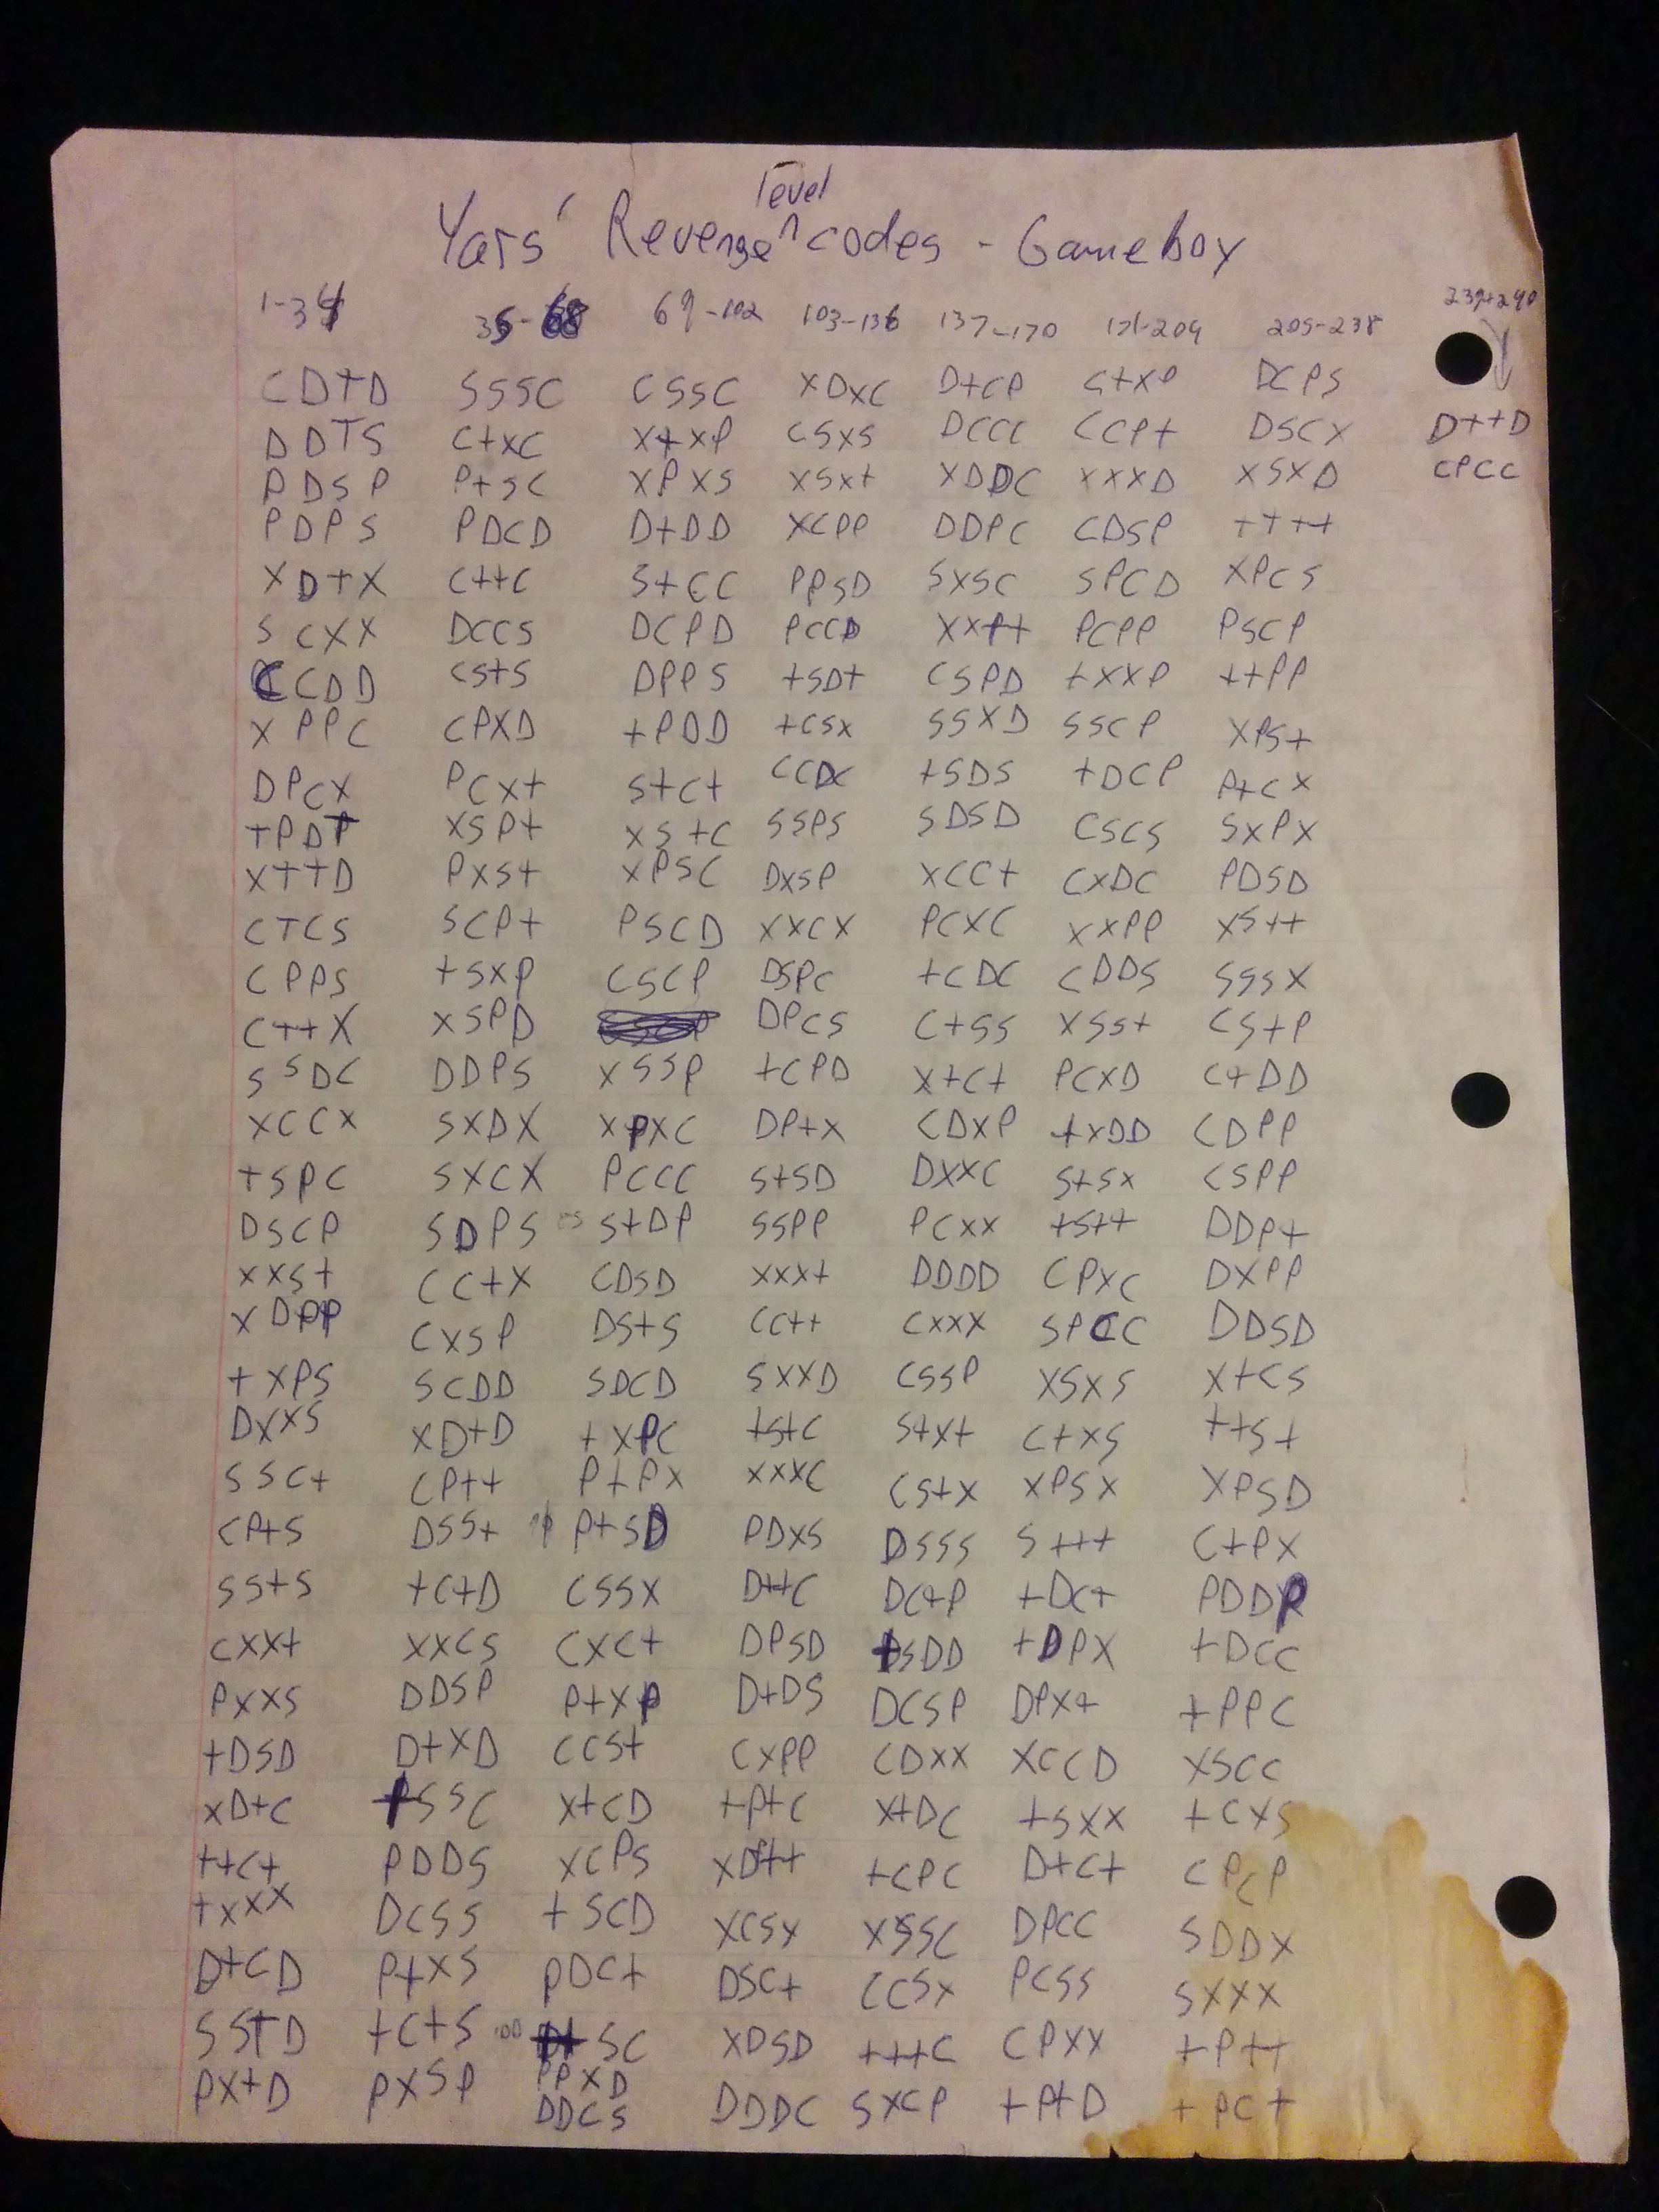 level
Yars' Revenge ^ codes - Gameboy
1-34 35-68 69-102 103-136 137-170 171-204 205-238 239+240
CD+D SSSC CSSC XDXC D+CP C+XP DCPS
DDTS C+XC X+XP CSXS DCCC CCP+ DSCX D++D
PDSP P+SC XPXS XSX+ XDDC XXXD XSXD CPCC
PDPS PDCD D+DD XCPP DDPC CDSP ++++
XD+X C++C S+CC PPSD SXSC SPCD XPCS
SCXX DCCS DCPD PCCD XXP+ PCPP PSCP
CCDD CS+S DPPS +SD+ CSPD +XXP ++PP
XPPC CPXD +PDD +CSX SSXD SSCP XPS+
DPCX PCX+ S+C+ CCDC +SDS +DCP P+CX
TPDP XSP+ XS+C SSPS SDSD CSCS SXPX
X++D PXS+ XPSC DXSP XCC+ CXDC PDSD
CTCS SCP+ PSCD XXCX PCXC XXPP XS++
CPPS +SXP CSCP DSPC +CDC CDDS SSSX
C++X XSPD DPCS C+SS XSS+ CS+P
SSDC DDPS XSSP +CPD X+C+ PCXD C+DD
XCCX SXDX XPXC DP+X CDXP +XDD CDPP
+SPC SXCX PCCC S+SD DXXC S+SX CSPP
DSCP SDPS S+DP SSPP PCXX +S++ DDP+
XXS+ CC+X CDSD XXX+ DDDD CPXC DXPP
XDPP CXSP DS+S CC++ CXXX SPCC DDSD
+XPS SCDD SDCD SXXD CSSP XSXS X+CS
DXXS XD+D +XPC +S+C S+X+ C+XS ++S+
SSC+ CP++ P+PX XXXC CS+X XPSX XPSD
CP+S DSS+ P+SD PDXS DSSS S+++ C+PX
SS+S +C+D CSSX D++C DC+P +DC+ PDDP
CXX+ XXCS CXC+ DPSD +SDD +DPX +DCC
PXXS DDSP P+XP D+DS DCSP DPX+ +PPC
+DSD D+XD CCS+ CXPP CDXX XCCD XSCC
XD+C PSSC X+CD +P+C X+DC +SXX +CXS
++C+ PDDS XCPS XD++ +CPC D+C+ CPCP
+XXX DCSS +SCD XCSX XSSC DPCC SDDX
D+CD P+XS PDC+ DSC+ CCSX PCSS SXXX
SSTD +C+S 100 D+SC XDSD +++C CPXX +P++
PX+D PXSP PPXD DDDC SXCP +P+D +PC+
DDCS